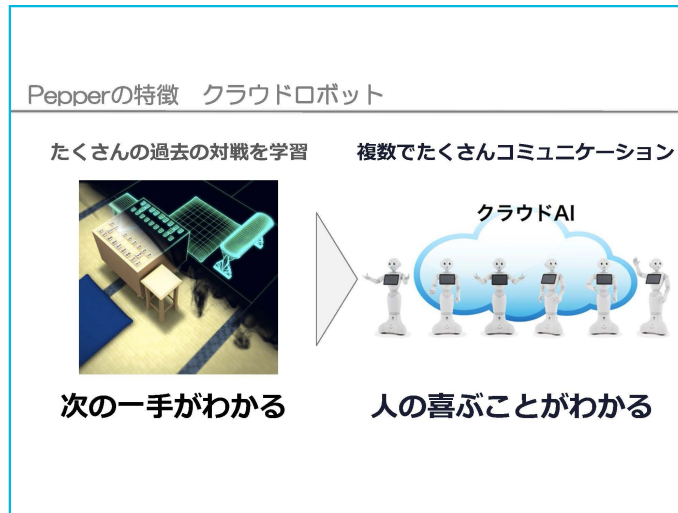 Pepperの特徴　クラウドロボット
たくさんの過去の対戦を学習
複数でたくさんコミュニケーション
クラウドAI
次の一手がわかる
人の喜ぶことがわかる